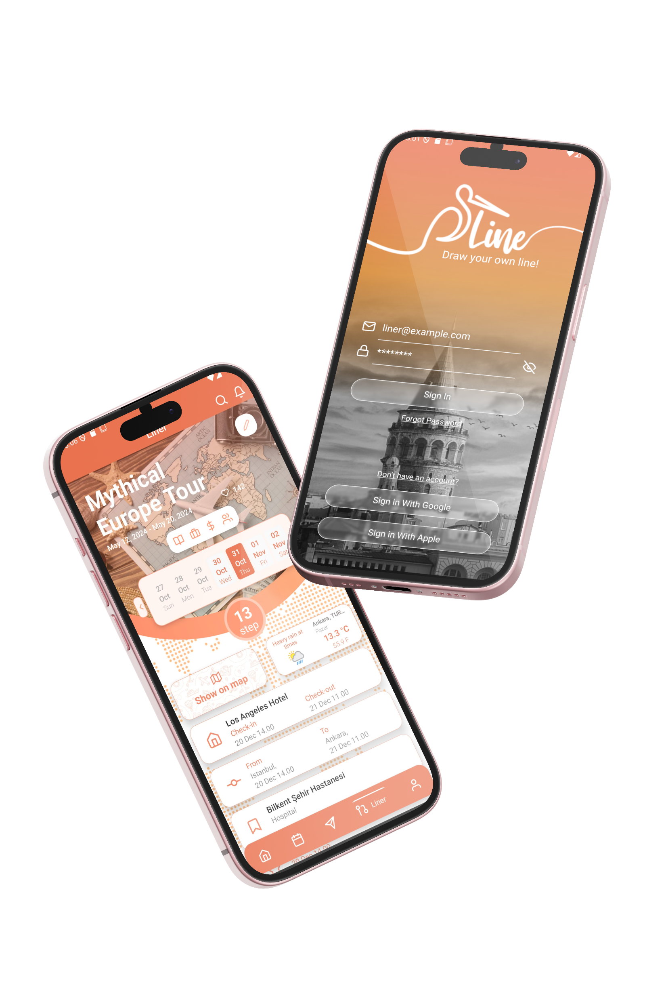 Line
Draw your own line!
liner@example.com
********
Sign In
Forgot Password
Don't have an account?
Sign in With Google
Sign in With Apple
Liner
ARTIC
OCEAN
INDIAN
OCEAN
Mythical
Europe Tour
142
May 12, 2024 - May 20, 2024
PACIFIC
27
Oct
Sun
28
Oct
Mon
29
Oct
Tue
30
Oct
Wed
31
Oct
Thu
01
Nov
Fri
02
Nov
Sat
13
step
Heavy rain at
times
Ankara, TUR...
Pazar
13.3 °C
55.9 F
Show on map
Los Angeles Hotel
Check-in
20 Dec 14.00
Check-out
21 Dec 11.00
From
Istanbul,
20 Dec 14.00
To
Ankara,
21 Dec 11.00
Bilkent Şehir Hastanesi
Hospital
Liner
20 Dec 14.00